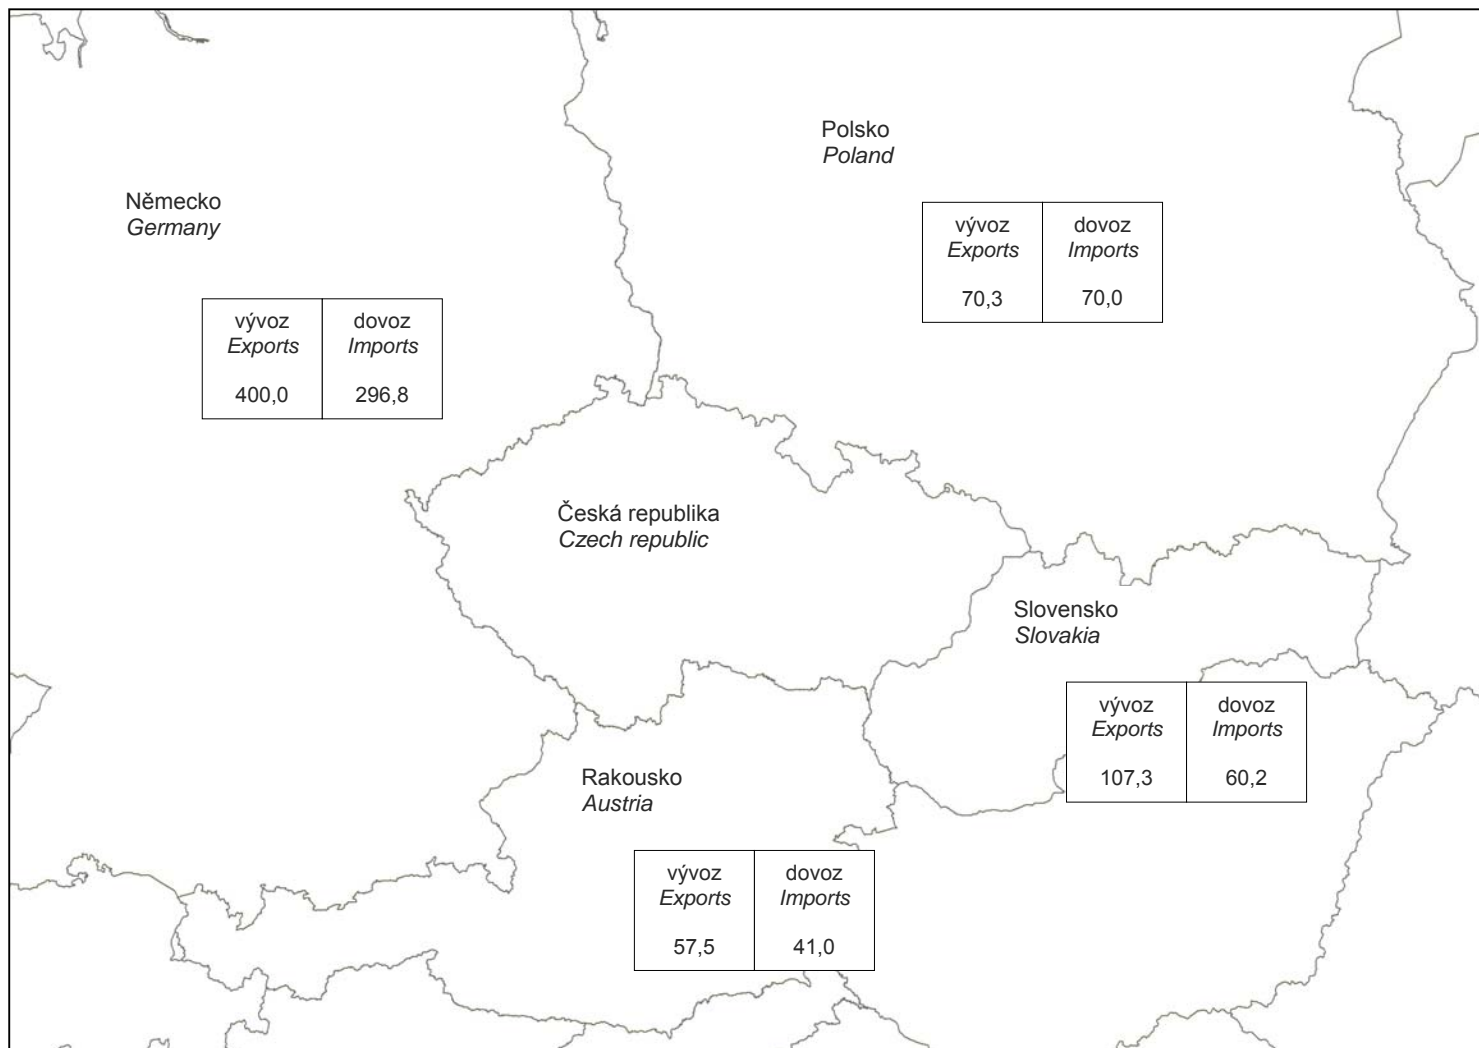 Polsko
Poland
vývoz
Exports
70,3
dovoz
Imports
70,0
Německo
Germany
vývoz
Exports
400,0
dovoz
Imports
296,8
Česká republika
Czech republic
Slovensko
Slovakia
vývoz
Exports
107,3
dovoz
Imports
60,2
Rakousko
Austria
vývoz
Exports
57,5
dovoz
Imports
41,0